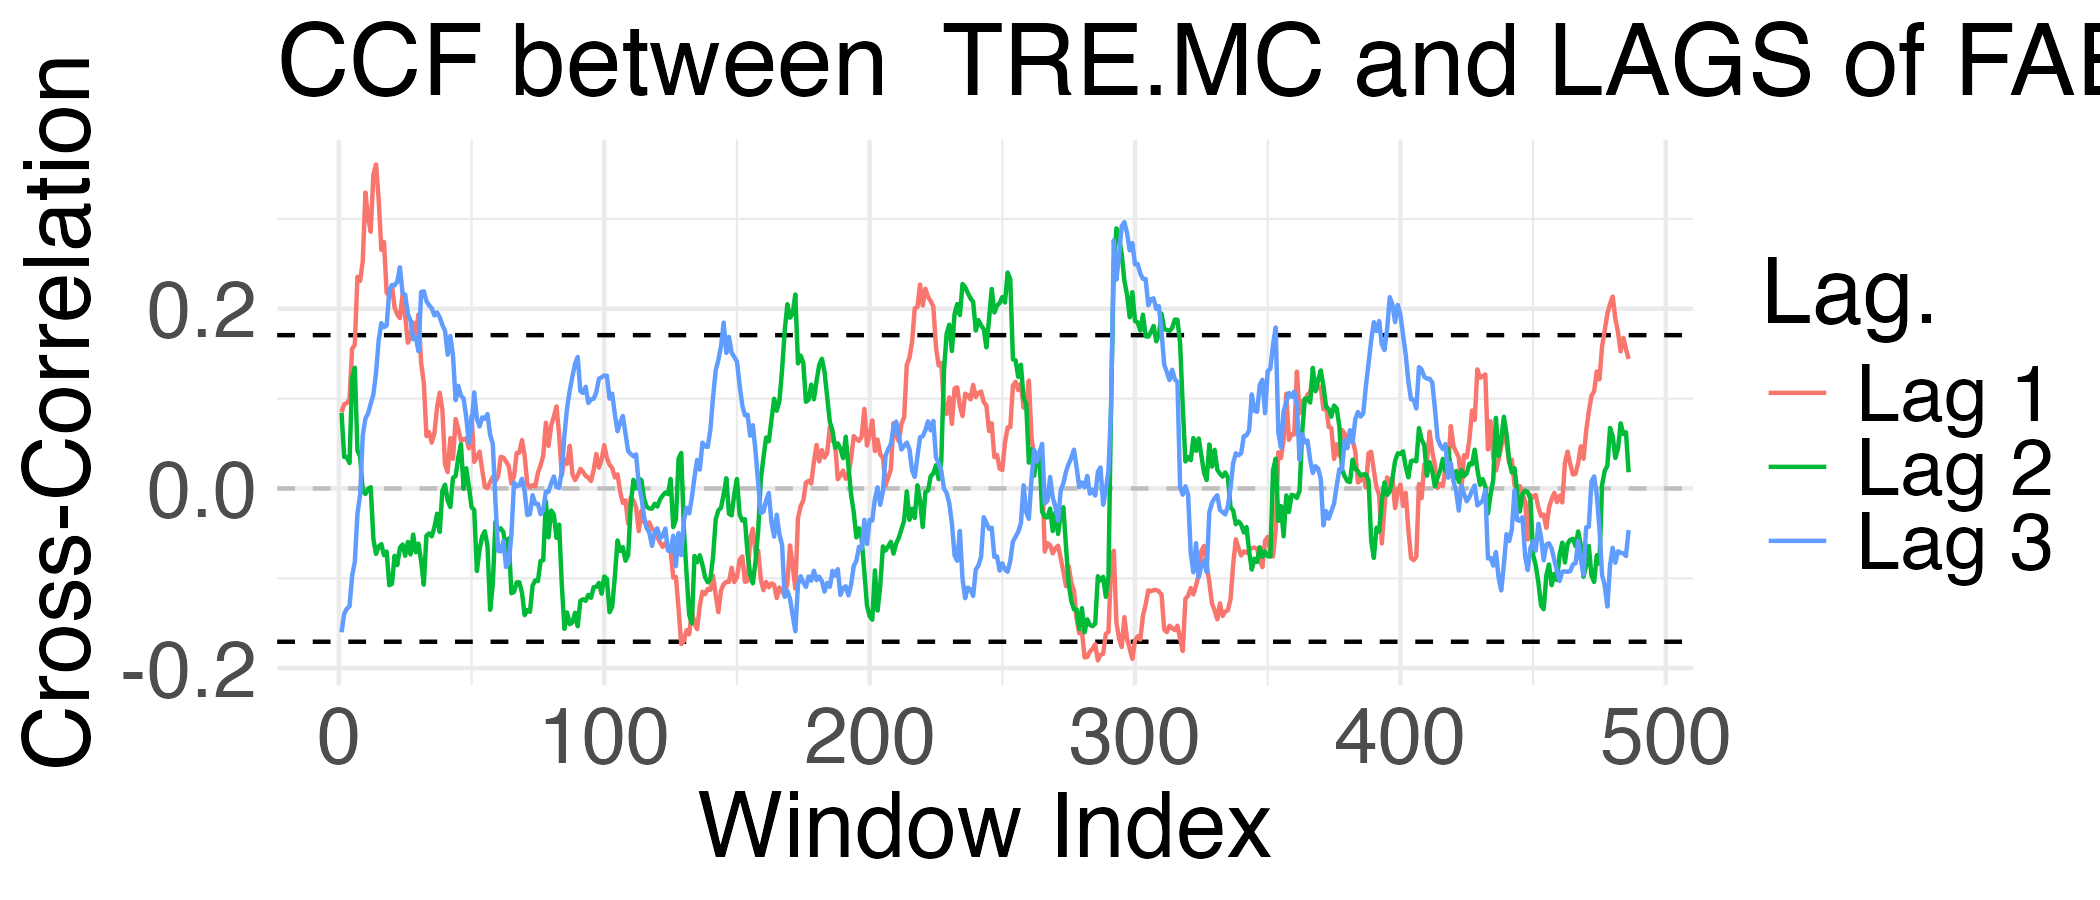 CCF between TRE.MC and LAGS of
Cross-Correlation
0.2
0.0
-0.2
0 100 200 300 400 500
Window Index
Lag.
Lag 1
Lag 2
Lag 3